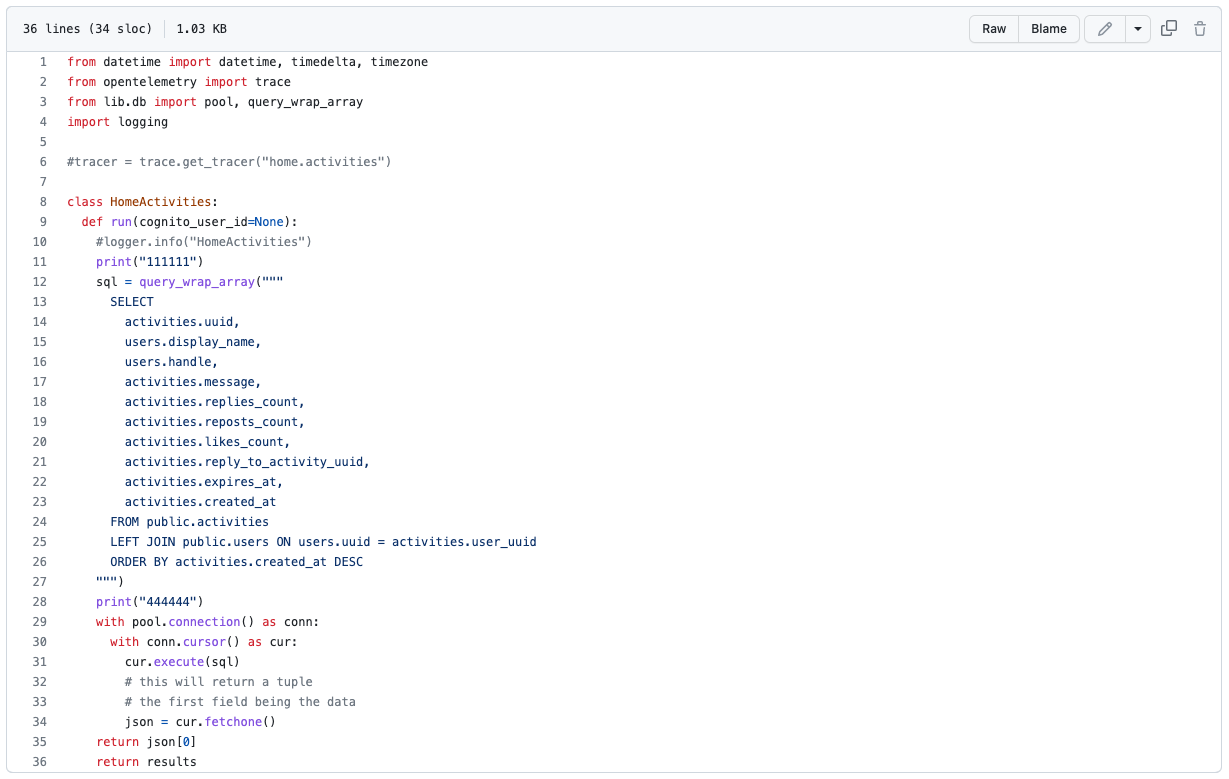 36 lines (34 sloc) 1.03 KB Raw Blame
1 from datetime import datetime, timedelta, timezone
2 from opentelemetry import trace
3 from lib.db import pool, query_wrap_array
4 import logging
5
6 #tracer = trace.get_tracer("home.activities")
7
8 class HomeActivities:
9   def run(cognito_user_id=None):
10     #logger.info("HomeActivities")
11     print("111111")
12     sql = query_wrap_array("""
13       SELECT
14         activities.uuid,
15         users.display_name,
16         users.handle,
17         activities.message,
18         activities.replies_count,
19         activities.reposts_count,
20         activities.likes_count,
21         activities.reply_to_activity_uuid,
22         activities.expires_at,
23         activities.created_at
24       FROM public.activities
25       LEFT JOIN public.users ON users.uuid = activities.user_uuid
26       ORDER BY activities.created_at DESC
27     """)
28     print("444444")
29     with pool.connection() as conn:
30       with conn.cursor() as cur:
31         cur.execute(sql)
32         # this will return a tuple
33         # the first field being the data
34         json = cur.fetchone()
35     return json[0]
36     return results